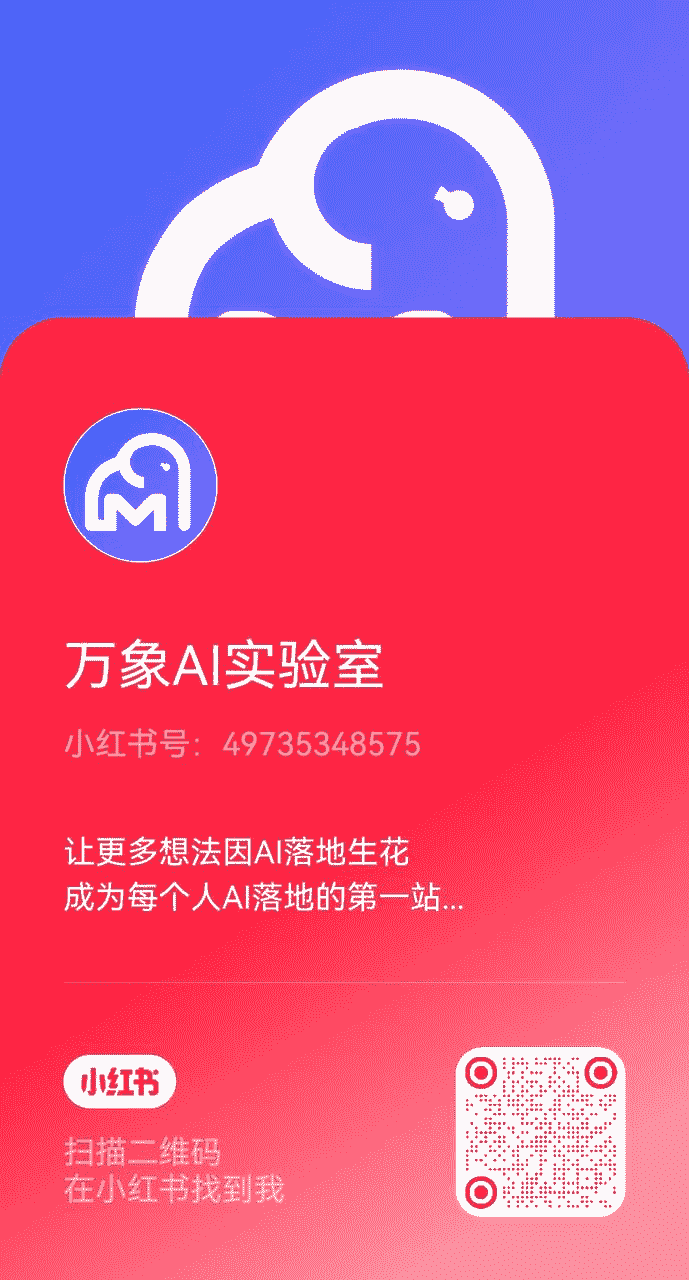 万象AI实验室
小红书号：49735348575
让更多想法因AI落地生花
成为每个人AI落地的第一站...
小红书
扫描二维码
在小红书找到我